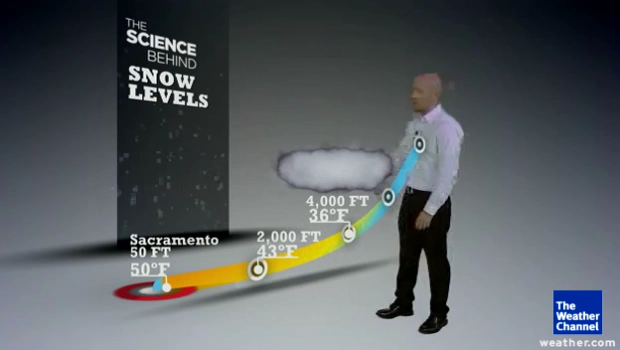 THE
SCIENCE
BEHIND
SNOW
LEVELS
4,000 FT
36°F
2,000 FT
43°F
Sacramento
50 FT
50°F
The
Weather
Channel
weather.com